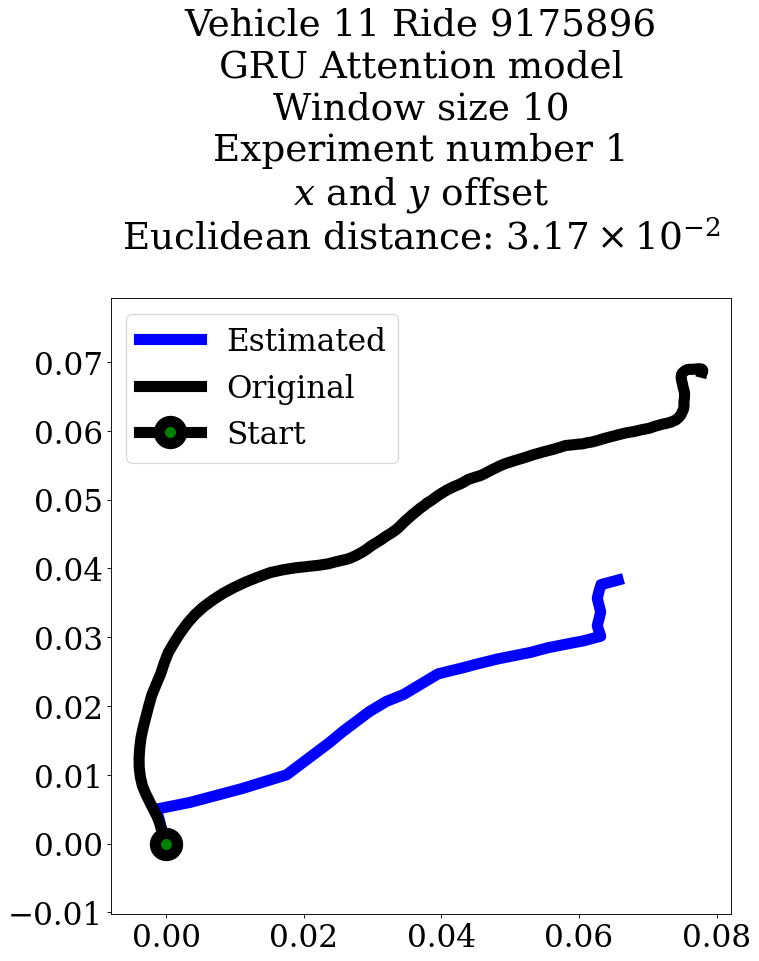 Vehicle 11 Ride 9175896
GRU Attention model
Window size 10
Experiment number 1
x and y offset
Euclidean distance: 3.17 × 10⁻²
Estimated
Original
Start
0.07
0.06
0.05
0.04
0.03
0.02
0.01
0.00
−0.01
0.00 0.02 0.04 0.06 0.08